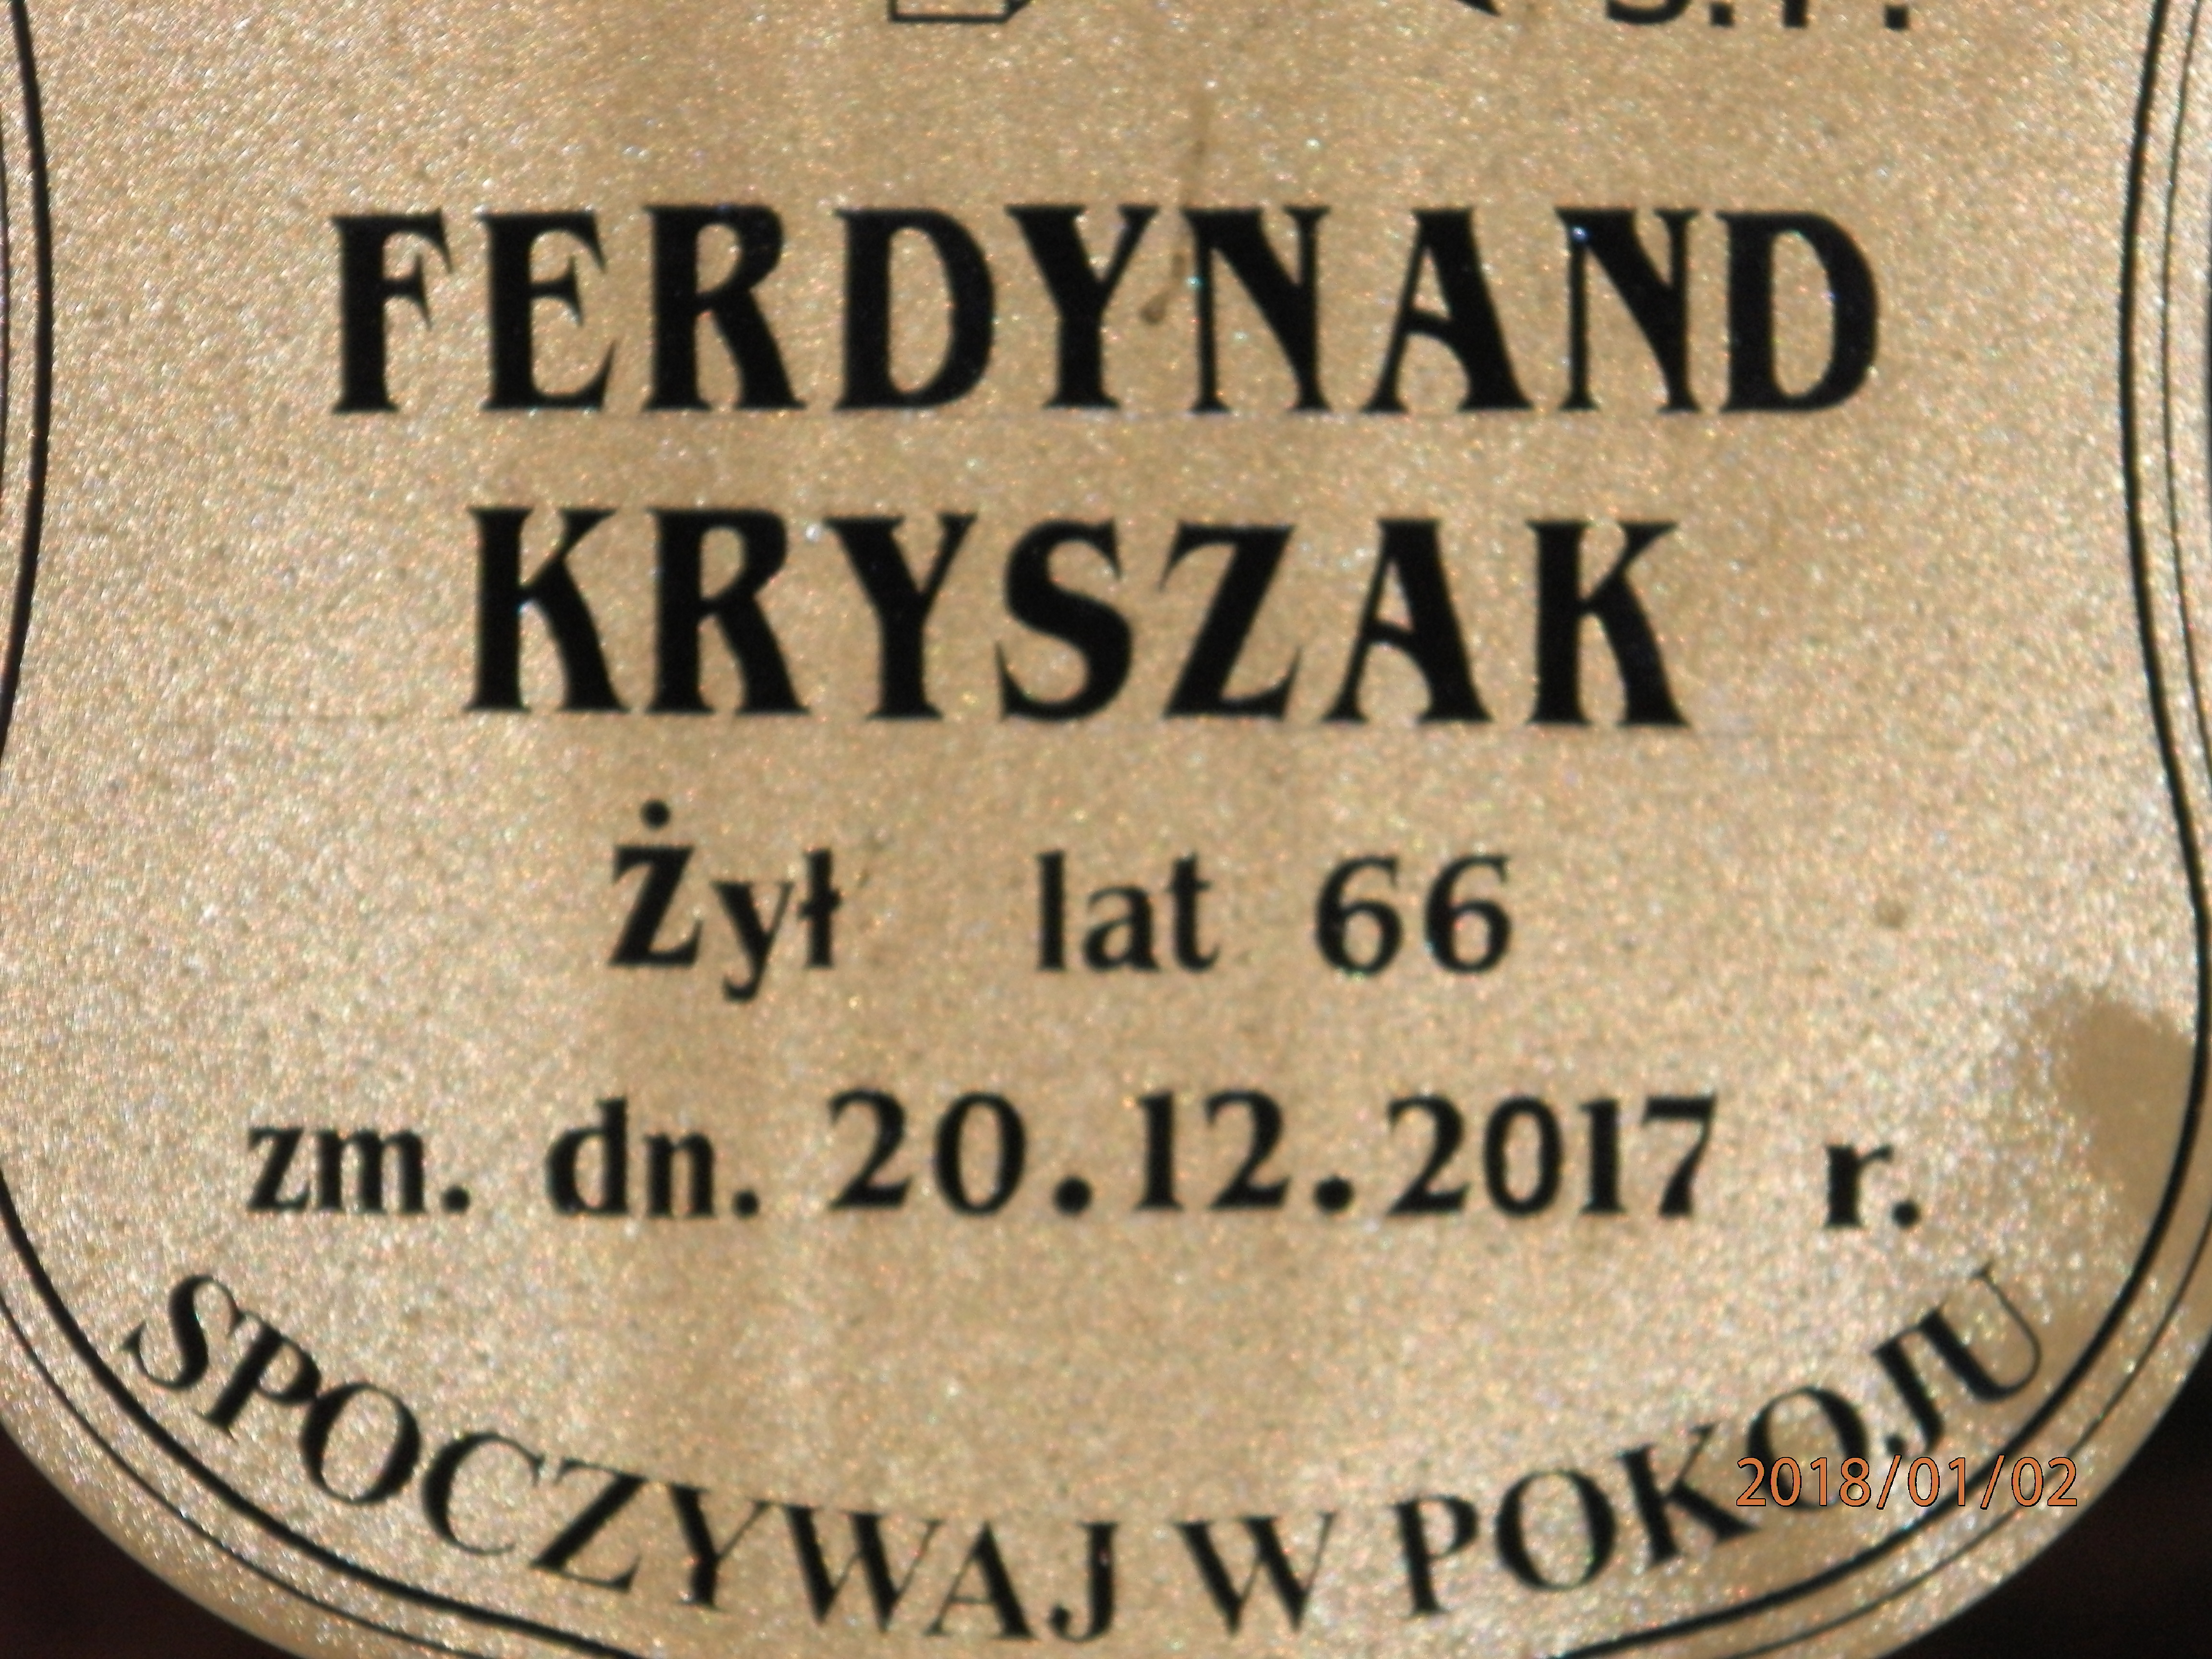 Ś.P.
FERDYNAND
KRYSZAK
Żył lat 66
zm. dn. 20.12.2017 r.
SPOCZYWAJ W POKOJU
2018/01/02